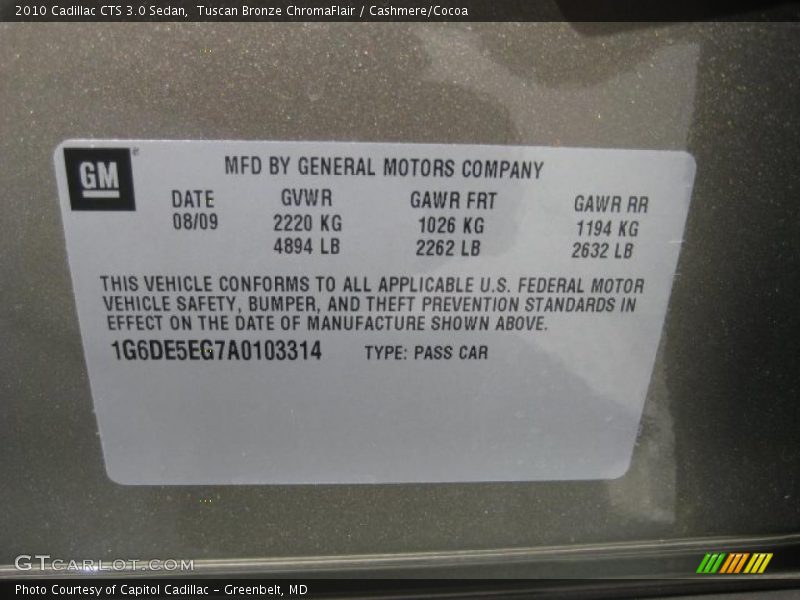 2010 Cadillac CTS 3.0 Sedan,  Tuscan Bronze ChromaFlair / Cashmere/Cocoa
GM
MFD BY GENERAL MOTORS COMPANY
DATE GVWR GAWR FRT GAWR RR
08/09 2220 KG 1026 KG 1194 KG
4894 LB 2262 LB 2632 LB
THIS VEHICLE CONFORMS TO ALL APPLICABLE U.S. FEDERAL MOTOR
VEHICLE SAFETY, BUMPER, AND THEFT PREVENTION STANDARDS IN
EFFECT ON THE DATE OF MANUFACTURE SHOWN ABOVE.
1G6DE5EG7A0103314 TYPE: PASS CAR
GTCARLOT.COM
Photo Courtesy of Capitol Cadillac - Greenbelt, MD